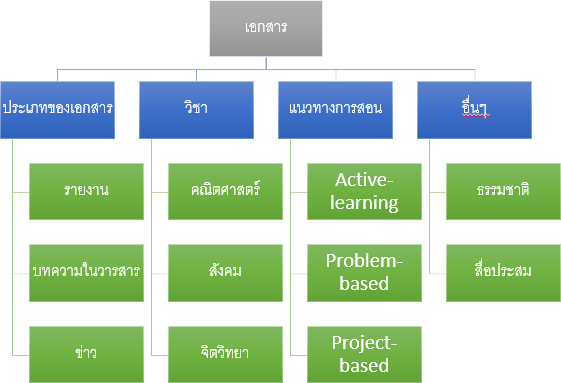 เอกสาร
ประเภทของเอกสาร
วิชา
แนวทางการสอน
อื่นๆ
รายงาน
คณิตศาสตร์
Active-
learning
ธรรมชาติ
บทความในวารสาร
สังคม
Problem-
based
สื่อประสม
ข่าว
จิตวิทยา
Project-
based